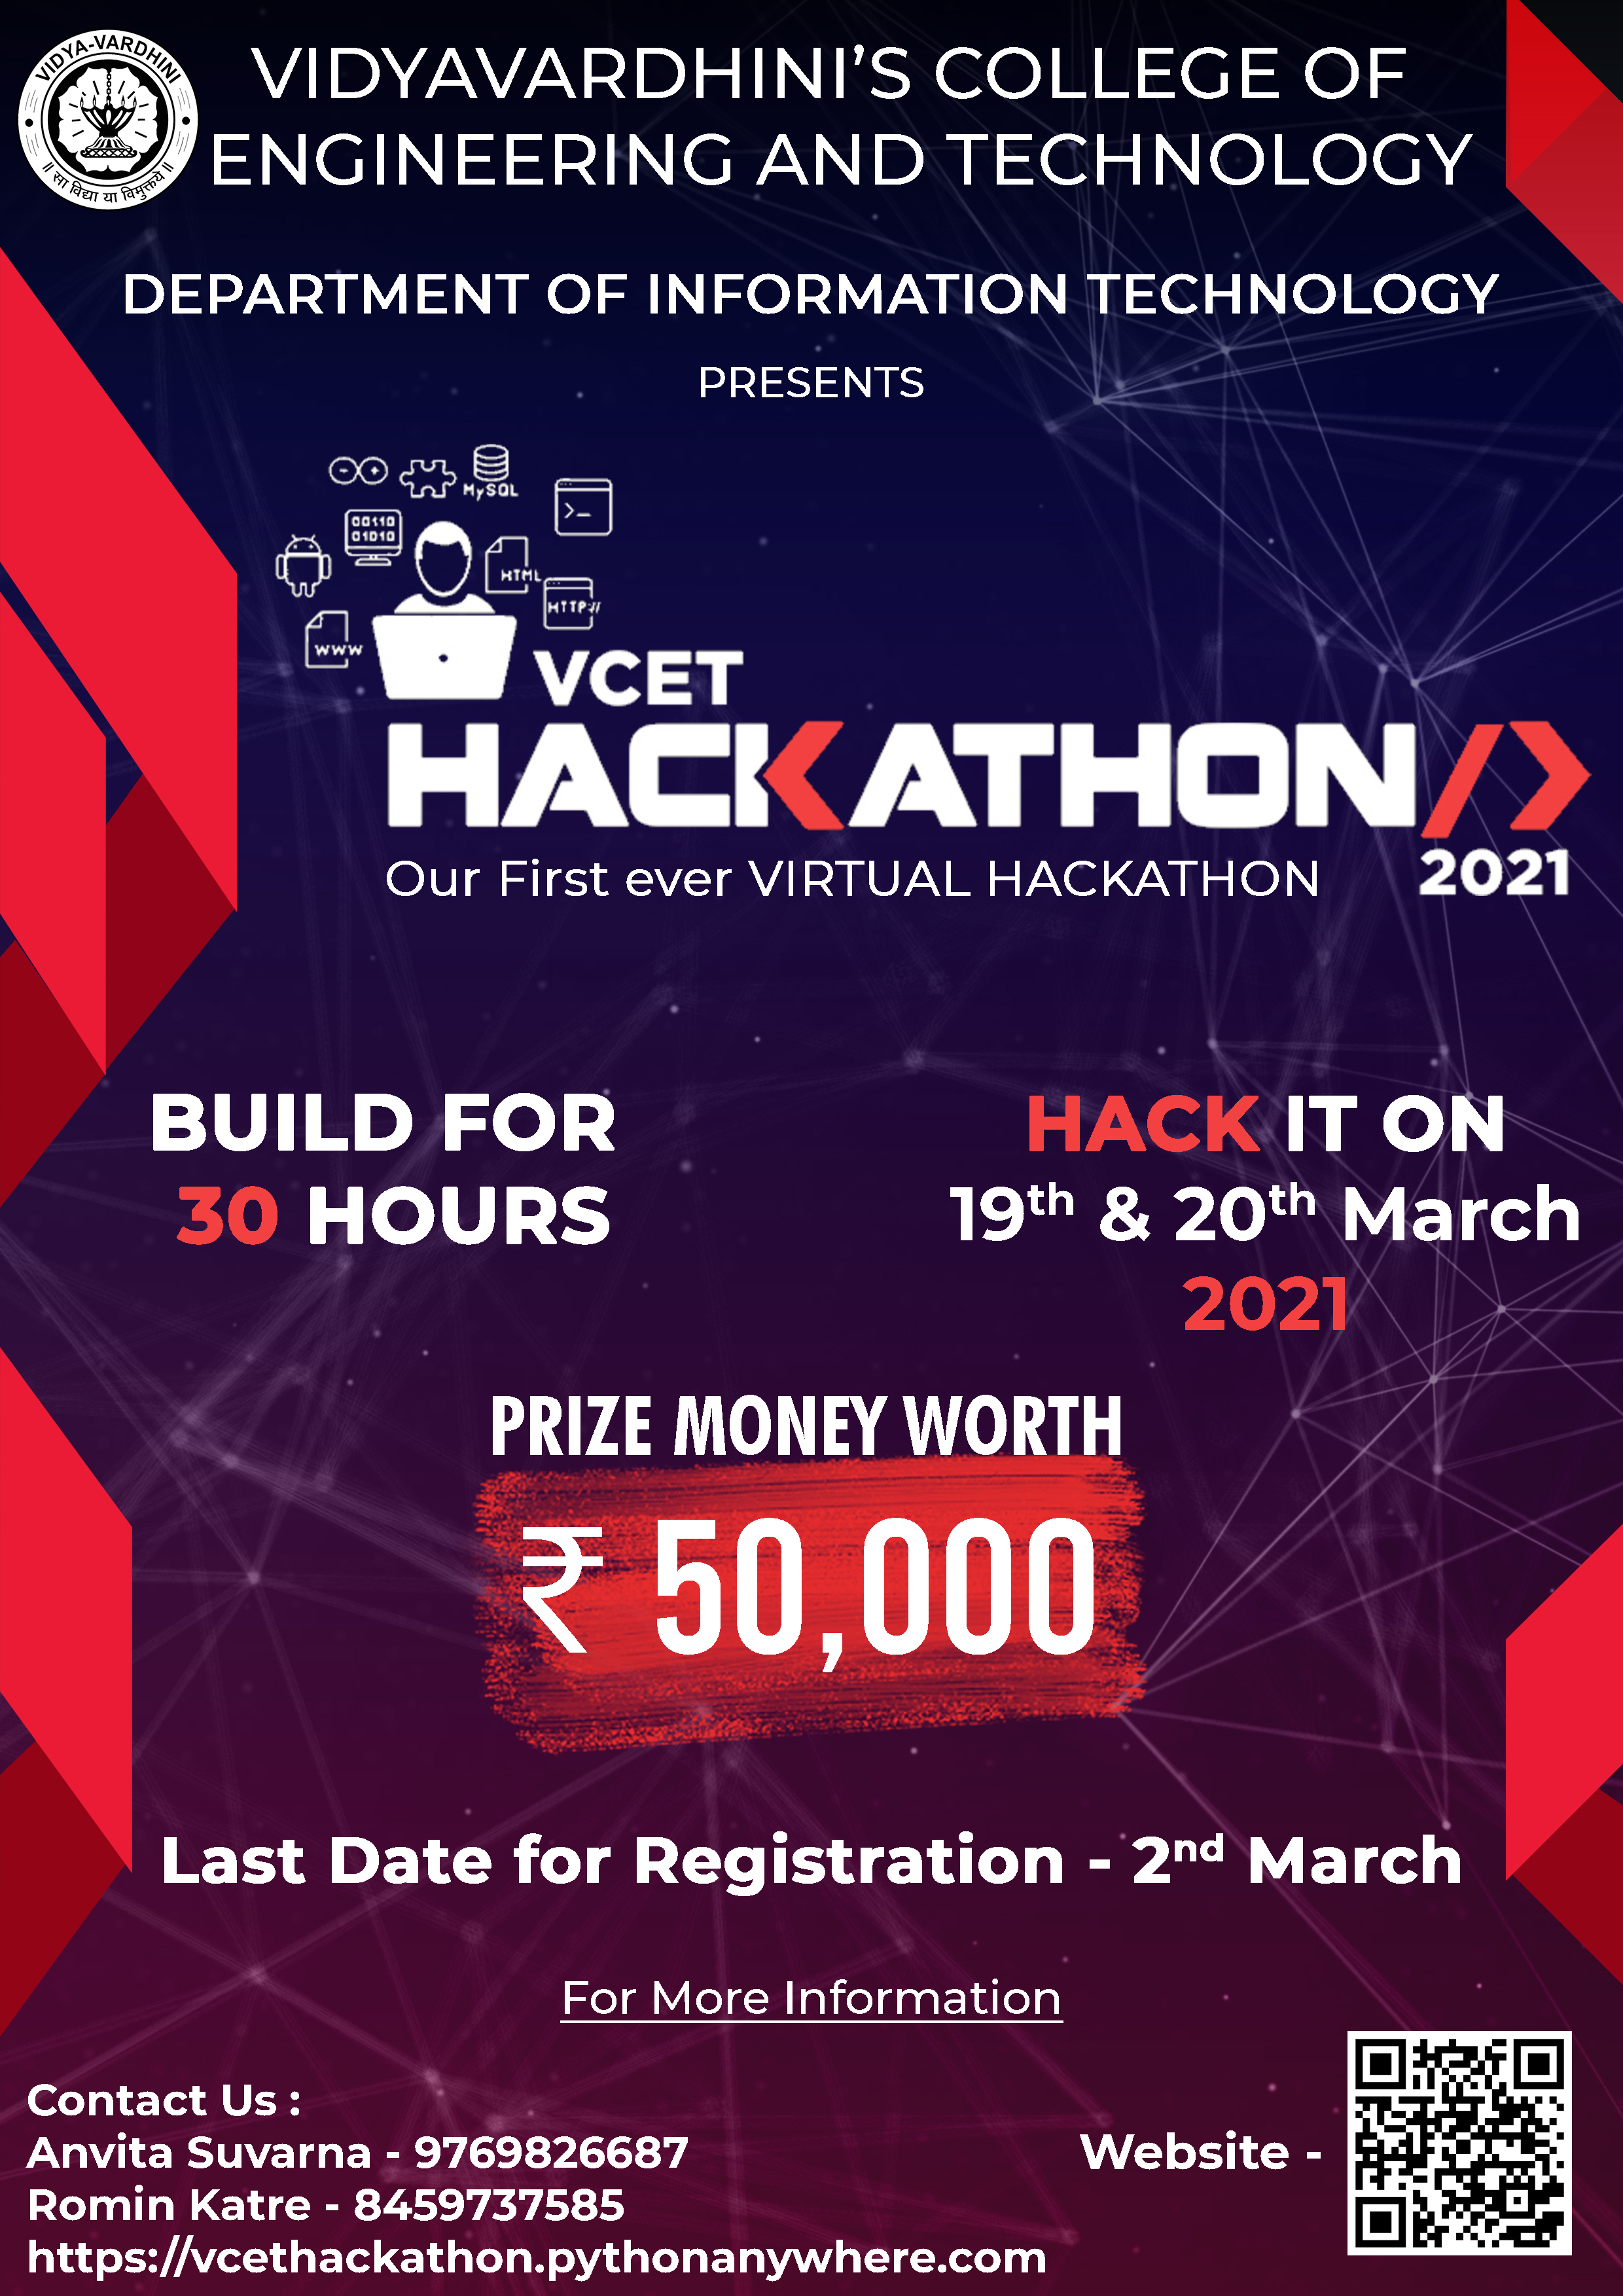 VIDYA-VARDHINI
॥ सा विद्या या विमुक्तये ॥
VIDYAVARDHINI’S COLLEGE OF
ENGINEERING AND TECHNOLOGY
DEPARTMENT OF INFORMATION TECHNOLOGY
PRESENTS
MySQL
>_
00110
01010
HTML
HTTP://
WWW
VCET
HACKATHON/>
2021
Our First ever VIRTUAL HACKATHON
BUILD FOR
30 HOURS
HACK IT ON
19th & 20th March
2021
PRIZE MONEY WORTH
₹ 50,000
Last Date for Registration - 2nd March
For More Information
Contact Us :
Anvita Suvarna - 9769826687
Romin Katre - 8459737585
https://vcethackathon.pythonanywhere.com
Website -